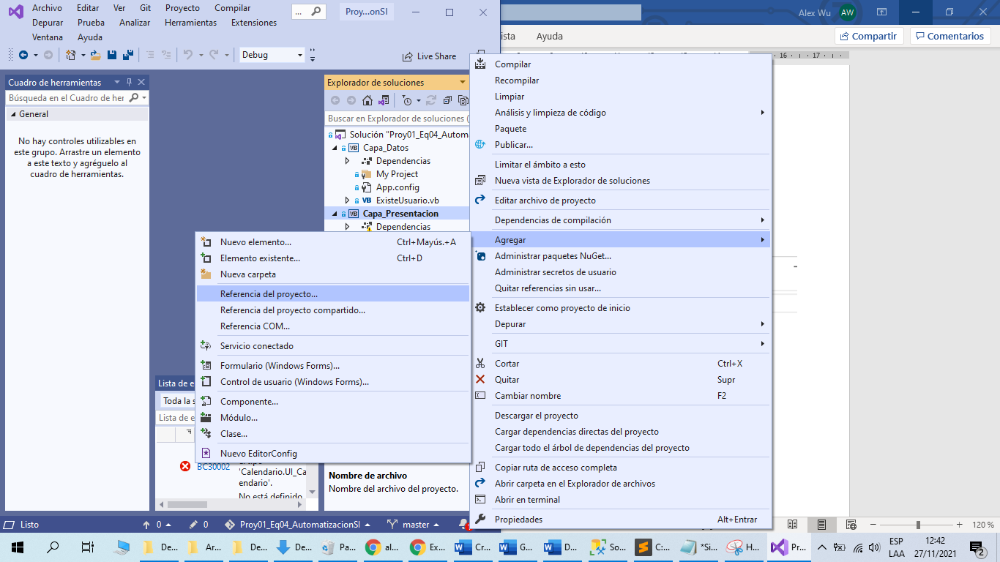 Archivo Editar Ver Git Proyecto Compilar
Depurar Prueba Analizar Herramientas Extensiones
Ventana Ayuda
...
Proy...onSI
Alex Wu AW
ista Ayuda
Compartir Comentarios
Debug
Live Share
16 17
Cuadro de herramientas
Búsqueda en el Cuadro de her
General
No hay controles utilizables en
este grupo. Arrastre un elemento
a este texto y agréguelo al
cuadro de herramientas.
Explorador de soluciones
Buscar en Explorador de soluciones (
Solución "Proy01_Eq04_Automa
VB Capa_Datos
Dependencias
My Project
App.config
VB ExisteUsuario.vb
VB Capa_Presentacion
Dependencias
Compilar
Recompilar
Limpiar
Análisis y limpieza de código
Paquete
Publicar...
Limitar el ámbito a esto
Nueva vista de Explorador de soluciones
Editar archivo de proyecto
Dependencias de compilación
Agregar
Administrar paquetes NuGet...
Administrar secretos de usuario
Quitar referencias sin usar...
Establecer como proyecto de inicio
Depurar
GIT
Cortar Ctrl+X
Quitar Supr
Cambiar nombre F2
Descargar el proyecto
Cargar dependencias directas del proyecto
Cargar todo el árbol de dependencias del proyecto
Copiar ruta de acceso completa
Abrir carpeta en el Explorador de archivos
Abrir en terminal
Propiedades Alt+Entrar
Nuevo elemento... Ctrl+Mayús.+A
Elemento existente... Ctrl+D
Nueva carpeta
Referencia del proyecto...
Referencia del proyecto compartido...
Referencia COM...
Servicio conectado
Formulario (Windows Forms)...
Control de usuario (Windows Forms)...
Componente...
Módulo...
Clase...
Nuevo EditorConfig
Lista de e
Toda la s
Lista de e
BC30002
'Calendario.UI_Ca
endario'.
No está definido
Nombre de archivo
Nombre del archivo del proyecto.
Listo
0 0 Proy01_Eq04_AutomatizacionSI master
120 %
De... Ar... De... De... Pa... al... Ex... Cr... G... D... So... C:... *Si... H... Pr...
ESP
LAA
12:42
27/11/2021
2